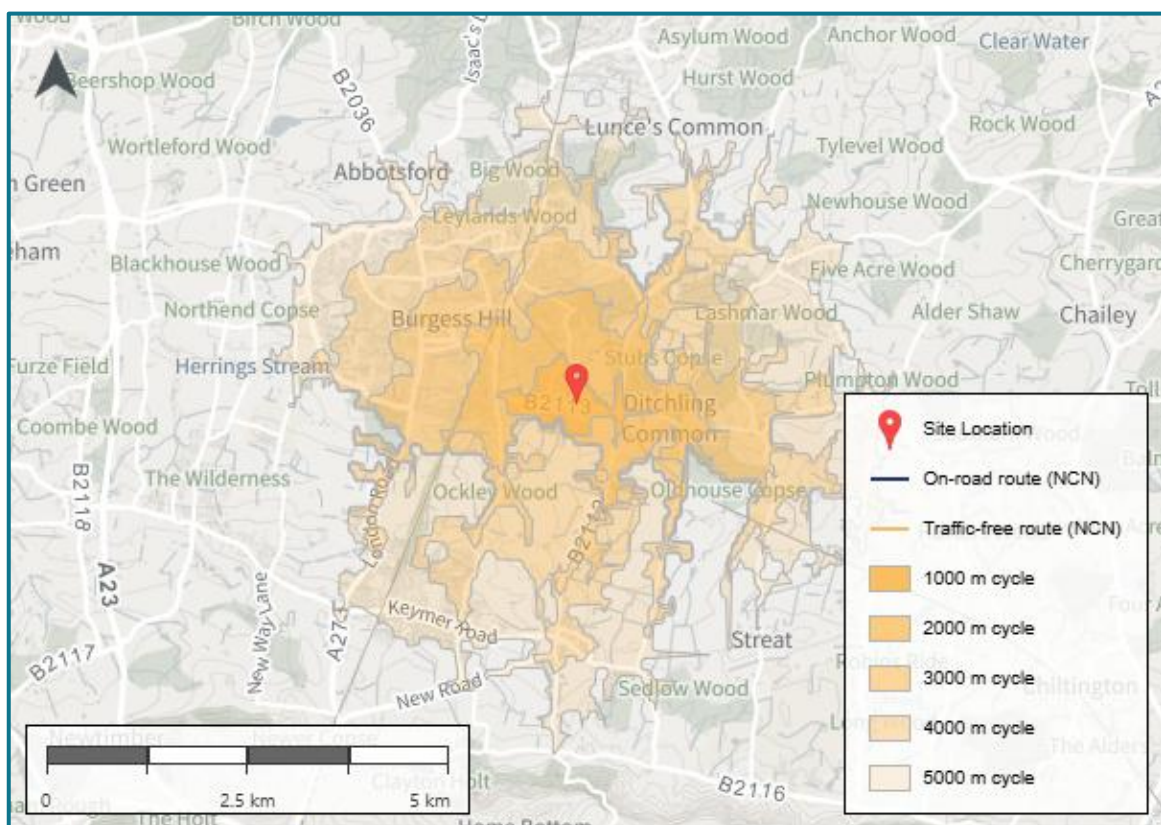 Wood
Birch Wood
Isaac's L
Asylum Wood
Anchor Wood
Clear Water
Beershop Wood
B2036
Hurst Wood
Rock Wood
Wortleford Wood
Lunce's Common
Tylevel Wood
n Green
Abbotsford
Big Wood
Newhouse Wood
Leylands Wood
Great
eham
Blackhouse Wood
Five Acre Wood
Cherrygard
Northend Copse
Burgess Hill
Lashmar Wood
Alder Shaw
Chailey
Furze Field
Herrings Stream
Stubs Copse
Plumpton Wood
Toll
Coombe Wood
B2113
Ditchling
Common
The Wilderness
London Road
Ockley Wood
Oldhouse Copse
B2118
B2112
A23
New Way Lane
Keymer Road
A273
Streat
B2117
New Road
Sedlow Wood
Chiltington
Newtimber
Newer Copse
The Alders
Clayton Holt
B2116
The Holt
Home Bottom
Site Location
On-road route (NCN)
Traffic-free route (NCN)
1000 m cycle
2000 m cycle
3000 m cycle
4000 m cycle
5000 m cycle
0 2.5 km 5 km